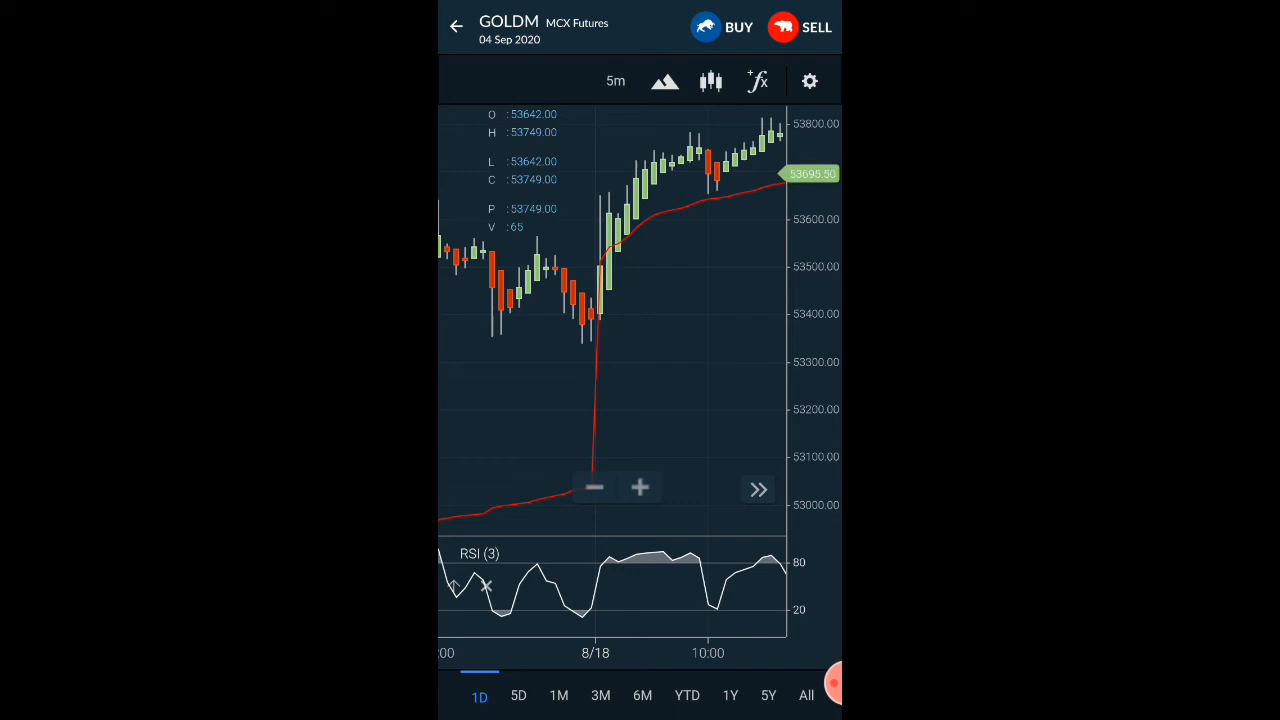 GOLDM MCX Futures
04 Sep 2020
BUY
SELL
5m
+fx
O : 53642.00
H : 53749.00
L : 53642.00
C : 53749.00
P : 53749.00
V : 65
53800.00
53695.50
53600.00
53500.00
53400.00
53300.00
53200.00
53100.00
53000.00
RSI (3)
80
20
:00 8/18 10:00
1D 5D 1M 3M 6M YTD 1Y 5Y All